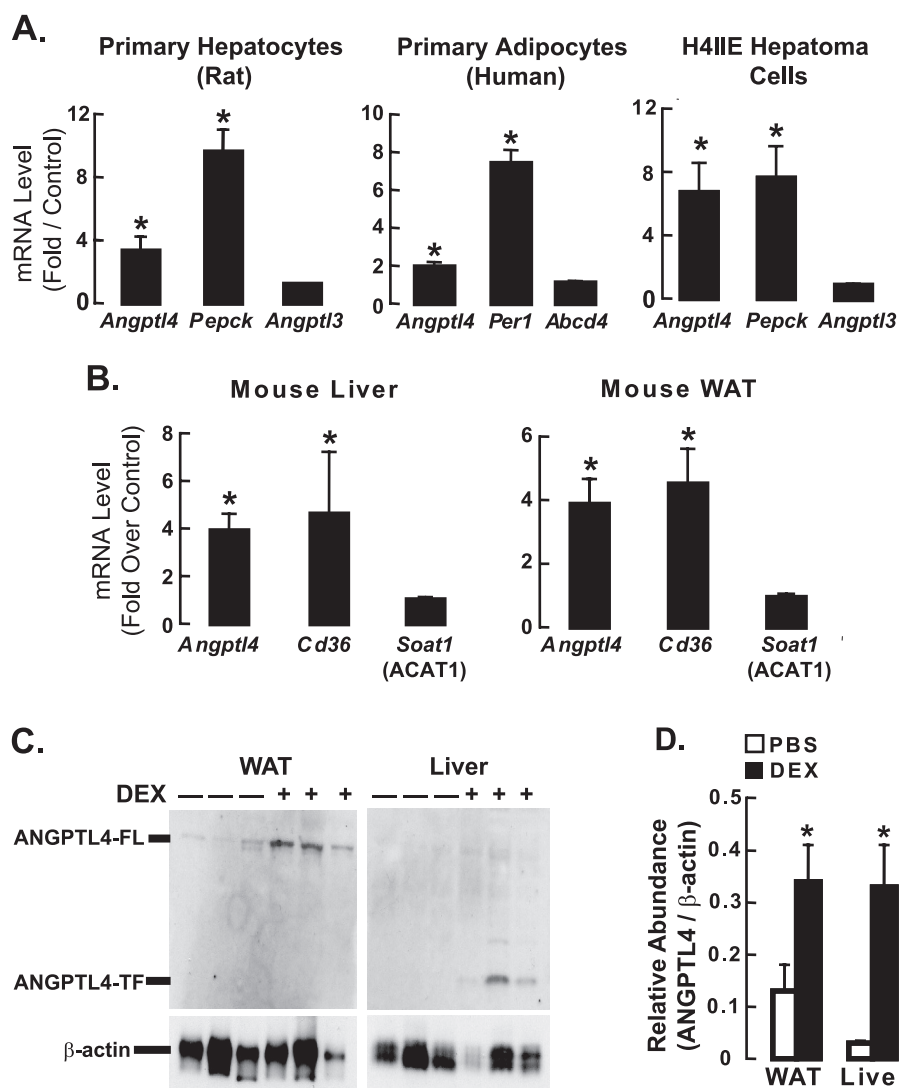 A.
Primary Hepatocytes
(Rat)
Primary Adipocytes
(Human)
H4IIE Hepatoma
Cells
mRNA Level
(Fold / Control)
12
8
4
0
*
*
Angptl4 Pepck Angptl3
10
8
6
4
2
0
*
*
Angptl4 Per1 Abcd4
12
8
4
0
*
*
Angptl4 Pepck Angptl3
B.
Mouse Liver
Mouse WAT
mRNA Level
(Fold Over Control)
8
6
4
2
0
*
*
Angptl4 Cd36 Soat1
(ACAT1)
6
4
2
0
*
*
Angptl4 Cd36 Soat1
(ACAT1)
C.
WAT
Liver
DEX — — — + + + — — — + + +
ANGPTL4-FL
ANGPTL4-TF
β-actin
D.
PBS
DEX
Relative Abundance
(ANGPTL4 / β-actin)
0.5
0.4
0.3
0.2
0.1
0
*
*
WAT Live